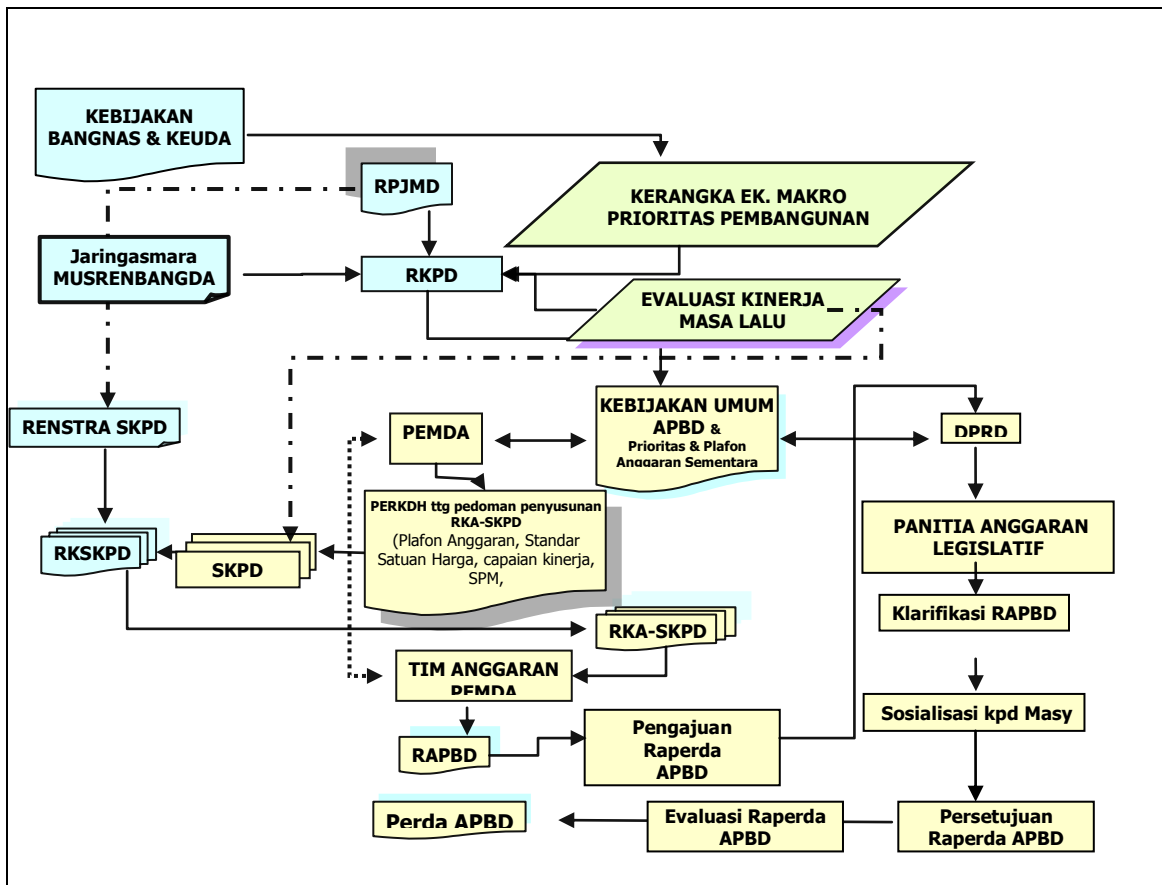 KEBIJAKAN
BANGNAS & KEUDA
RPJMD
KERANGKA EK. MAKRO
PRIORITAS PEMBANGUNAN
Jaringasmara
MUSRENBANGDA
RKPD
EVALUASI KINERJA
MASA LALU
KEBIJAKAN UMUM
APBD &
Prioritas & Plafon
Anggaran Sementara
RENSTRA SKPD
PEMDA
DPRD
PERKDH ttg pedoman penyusunan
RKA-SKPD
(Plafon Anggaran, Standar
Satuan Harga, capaian kinerja,
SPM,
PANITIA ANGGARAN
LEGISLATIF
RKSKPD
SKPD
Klarifikasi RAPBD
RKA-SKPD
TIM ANGGARAN
PEMDA
Sosialisasi kpd Masy
RAPBD
Pengajuan
Raperda
APBD
Perda APBD
Evaluasi Raperda
APBD
Persetujuan
Raperda APBD